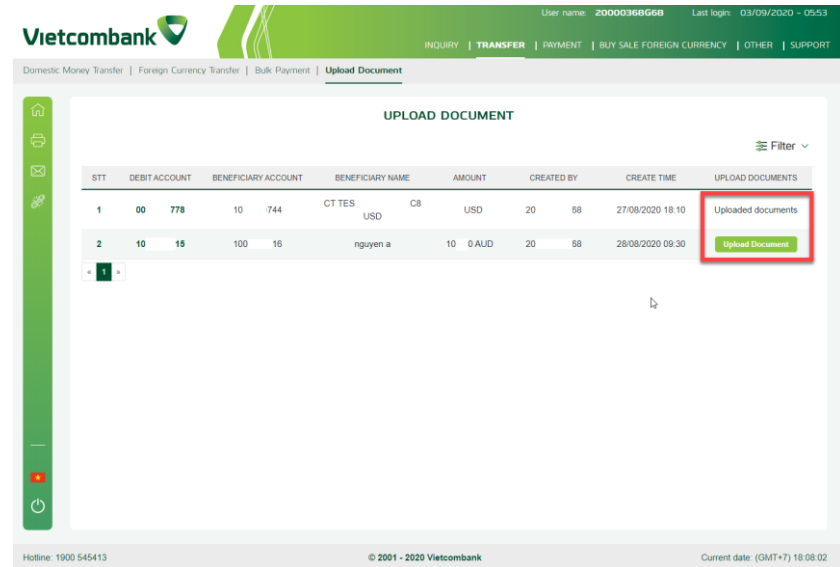 User name: 20000368G68 Last login: 03/09/2020 - 05:53
Vietcombank
INQUIRY | TRANSFER | PAYMENT | BUY SALE FOREIGN CURRENCY | OTHER | SUPPORT
Domestic Money Transfer | Foreign Currency Transfer | Bulk Payment | Upload Document
UPLOAD DOCUMENT
Filter
STT DEBIT ACCOUNT BENEFICIARY ACCOUNT BENEFICIARY NAME AMOUNT CREATED BY CREATE TIME UPLOAD DOCUMENTS
1 00 778 10 744 CT TES C8 USD USD 20 68 27/08/2020 18:10 Uploaded documents
2 10 15 100 16 nguyen a 10 0 AUD 20 58 28/08/2020 09:30 Upload Document
« 1 »
Hotline: 1900 545413 © 2001 - 2020 Vietcombank Current date: (GMT+7) 18:08:02